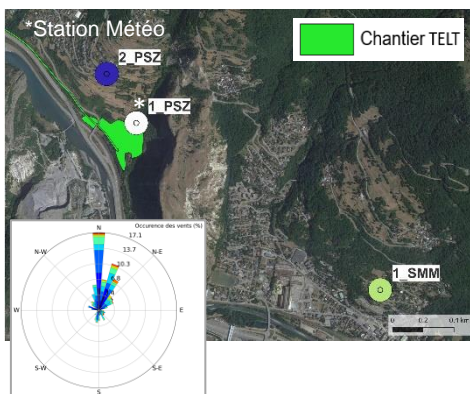 *Station Météo
Chantier TELT
2_PSZ
*
1_PSZ
1_SMM
0 0.2 0.4 km
Occurence des vents (%)
N
17.1
13.7
10.3
N-W
N-E
W
E
S-W
S-E
S